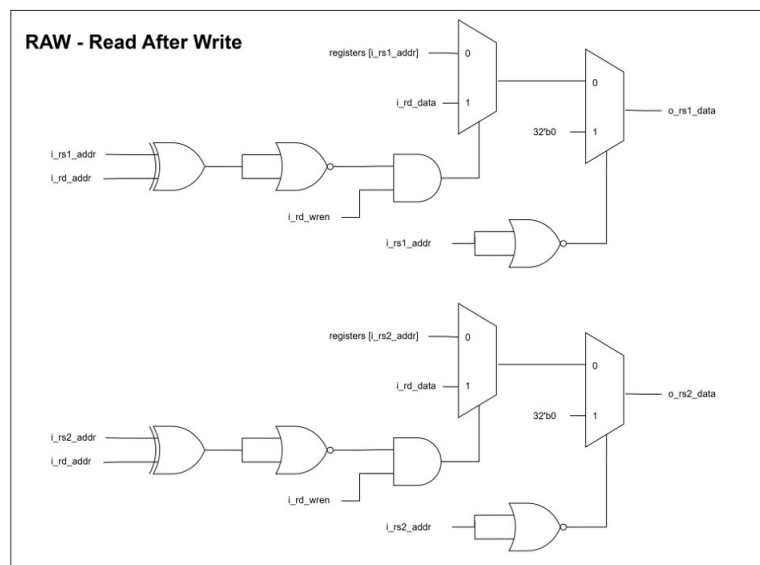 RAW - Read After Write
registers [i_rs1_addr]
0
i_rd_data
1
0
o_rs1_data
32'b0
1
i_rs1_addr
i_rd_addr
i_rd_wren
i_rs1_addr
registers [i_rs2_addr]
0
i_rd_data
1
0
o_rs2_data
32'b0
1
i_rs2_addr
i_rd_addr
i_rd_wren
i_rs2_addr